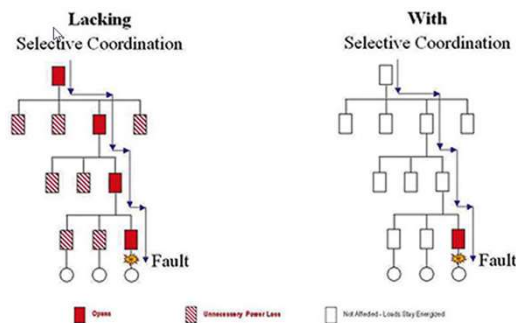 Lacking
Selective Coordination
With
Selective Coordination
Fault
Fault
Opens
Unnecessary Power Loss
Not Affected - Loads Stay Energized